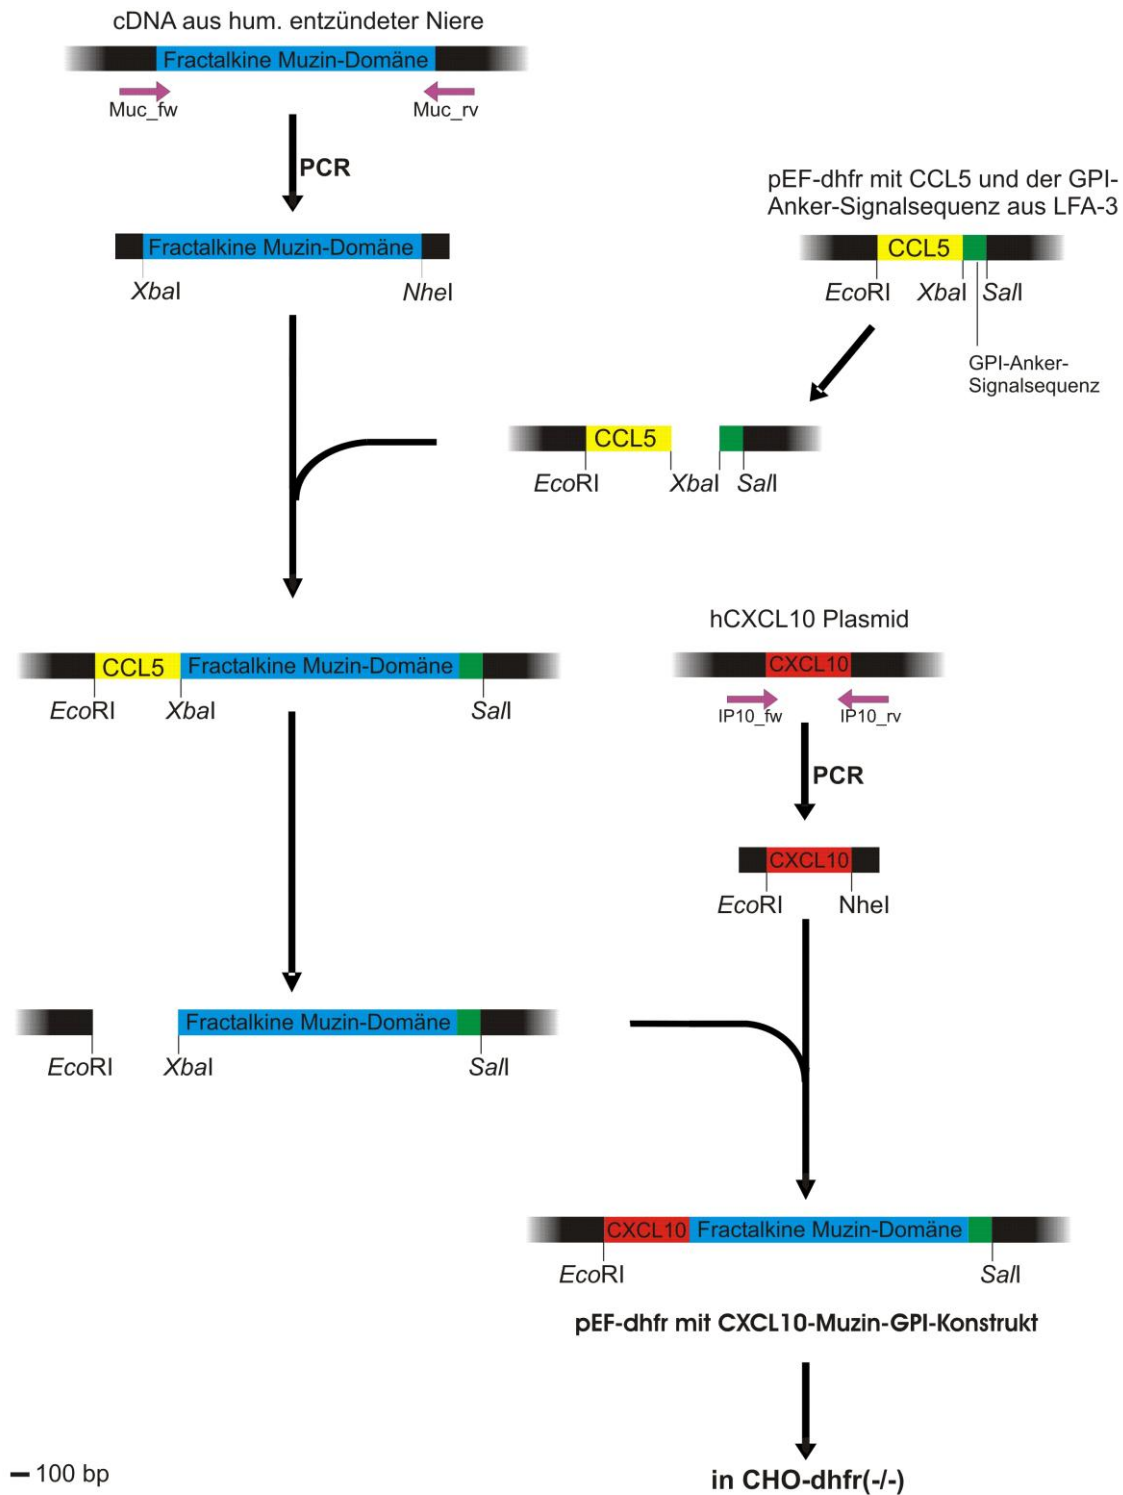 cDNA aus hum. entzündeter Niere
Fractalkine Muzin-Domäne
Muc_fw
Muc_rv
PCR
Fractalkine Muzin-Domäne
XbaI
NheI
pEF-dhfr mit CCL5 und der GPI-
Anker-Signalsequenz aus LFA-3
CCL5
EcoRI
XbaI
SalI
GPI-Anker-
Signalsequenz
CCL5
EcoRI
XbaI
SalI
CCL5
Fractalkine Muzin-Domäne
EcoRI
XbaI
SalI
hCXCL10 Plasmid
CXCL10
IP10_fw
IP10_rv
PCR
CXCL10
EcoRI
NheI
Fractalkine Muzin-Domäne
EcoRI
XbaI
SalI
CXCL10
Fractalkine Muzin-Domäne
EcoRI
SalI
pEF-dhfr mit CXCL10-Muzin-GPI-Konstrukt
100 bp
in CHO-dhfr(-/-)